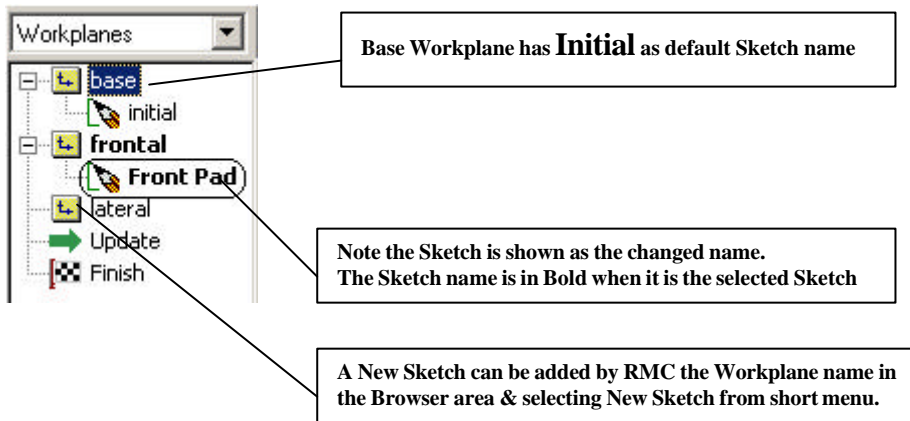 Workplanes
base
initial
frontal
Front Pad
lateral
Update
Finish
Base Workplane has Initial as default Sketch name
Note the Sketch is shown as the changed name.
The Sketch name is in Bold when it is the selected Sketch
A New Sketch can be added by RMC the Workplane name in
the Browser area & selecting New Sketch from short menu.